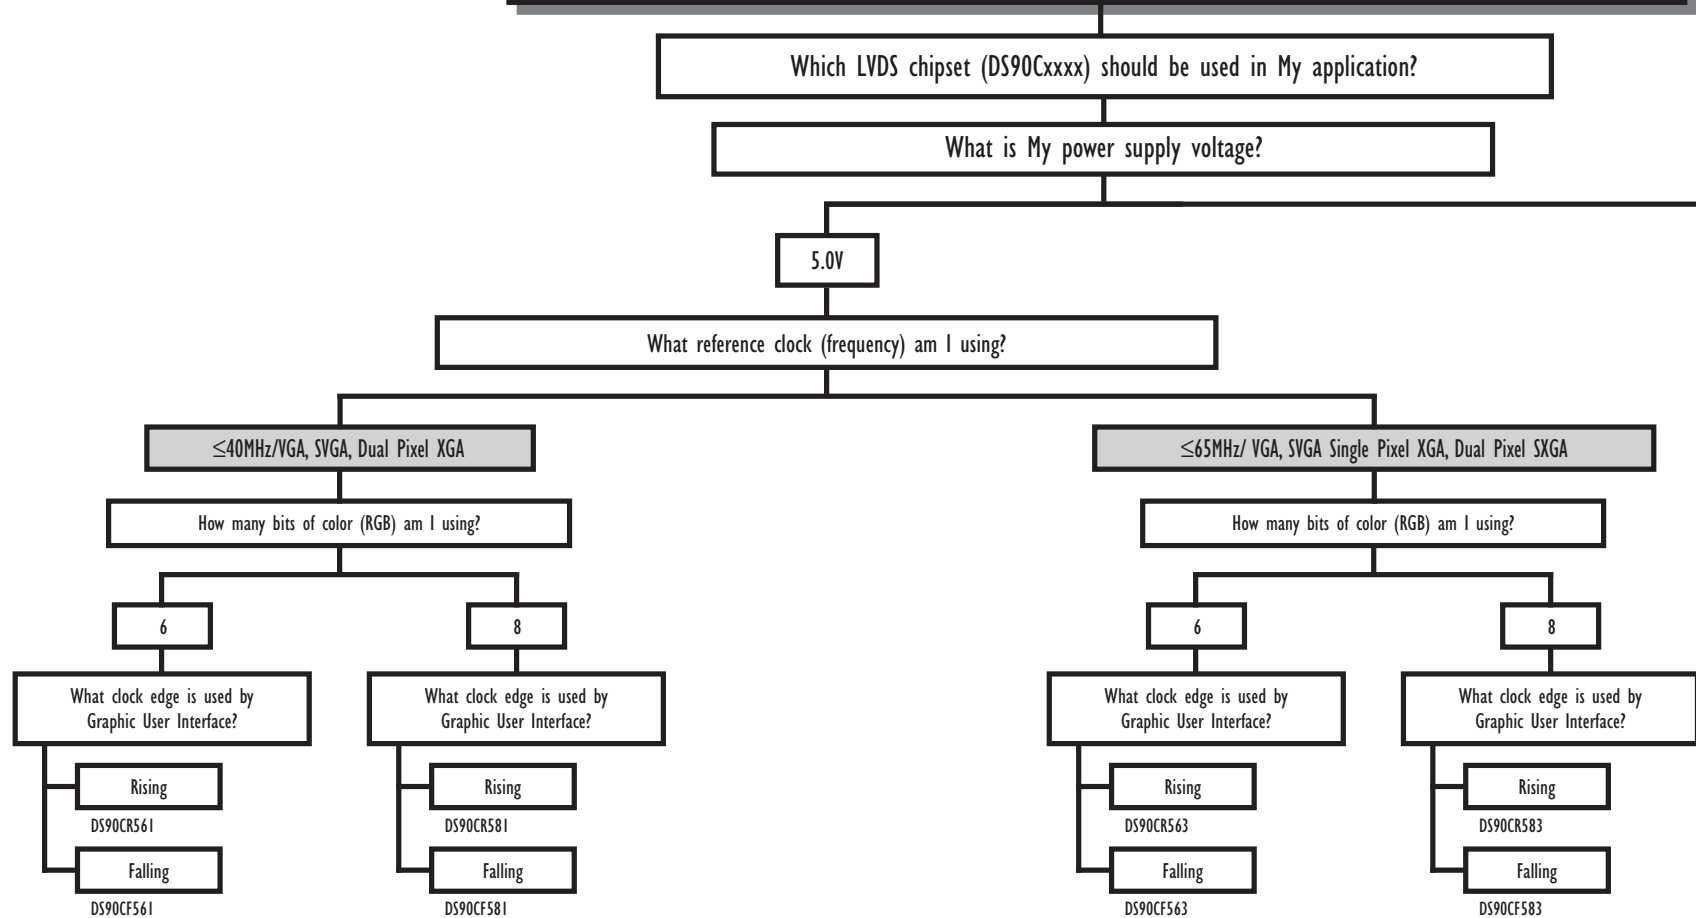 Which LVDS chipset (DS90Cxxxx) should be used in My application?
What is My power supply voltage?
5.0V
What reference clock (frequency) am I using?
≤40MHz/VGA, SVGA, Dual Pixel XGA
≤65MHz/ VGA, SVGA Single Pixel XGA, Dual Pixel SXGA
How many bits of color (RGB) am I using?
How many bits of color (RGB) am I using?
6
8
6
8
What clock edge is used by
Graphic User Interface?
What clock edge is used by
Graphic User Interface?
What clock edge is used by
Graphic User Interface?
What clock edge is used by
Graphic User Interface?
Rising
DS90CR561
Falling
DS90CF561
Rising
DS90CR581
Falling
DS90CF581
Rising
DS90CR563
Falling
DS90CF563
Rising
DS90CR583
Falling
DS90CF583